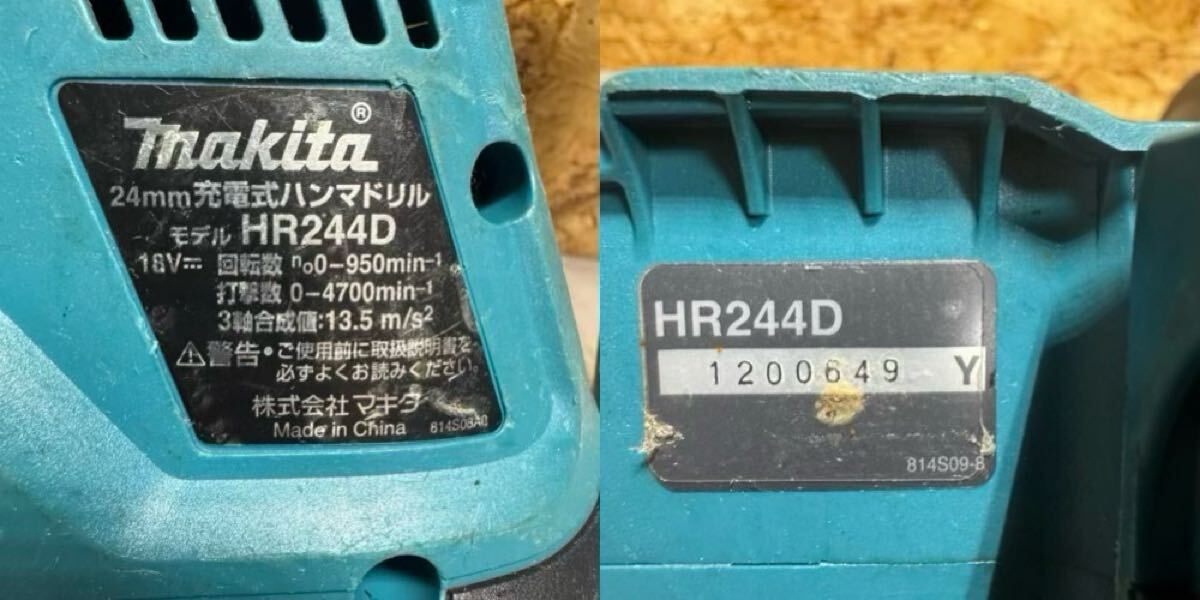 Makita®
24mm充電式ハンマドリル
モデル HR244D
18V⎓ 回転数 n₀0-950min⁻¹
打撃数 0-4700min⁻¹
3軸合成値:13.5 m/s²
⚠警告・ご使用前に取扱説明書を
必ずよくお読みください。
株式会社マキタ
Made in China 814S08A0
HR244D
1200649 Y
814S09-8